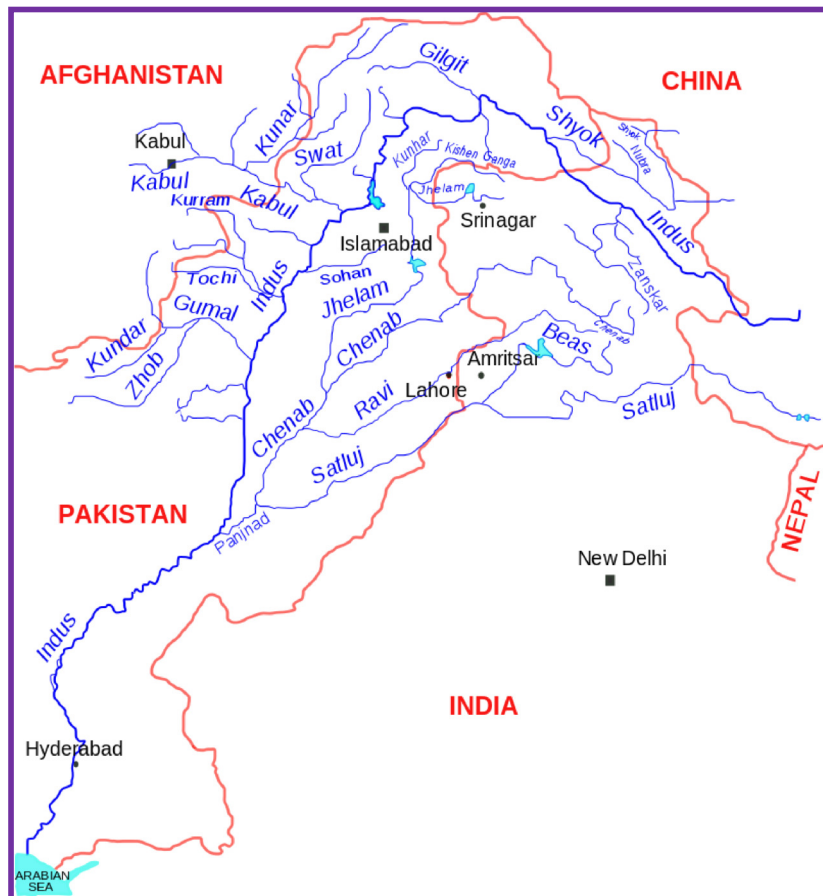 Gilgit
AFGHANISTAN
CHINA
Kunar
Shyok
Shyok
Nubra
Kabul
Swat
Kunhar
Kishen Ganga
Kabul
Kabul
Kurram
Jhelam
Srinagar
Indus
Islamabad
Indus
Zanskar
Tochi
Sohan
Jhelam
Gumal
Kundar
Zhob
Chenab
Chenab
Beas
Amritsar
Lahore
Ravi
Satluj
Chenab
Satluj
PAKISTAN
Panjnad
NEPAL
New Delhi
Indus
INDIA
Hyderabad
ARABIAN
SEA